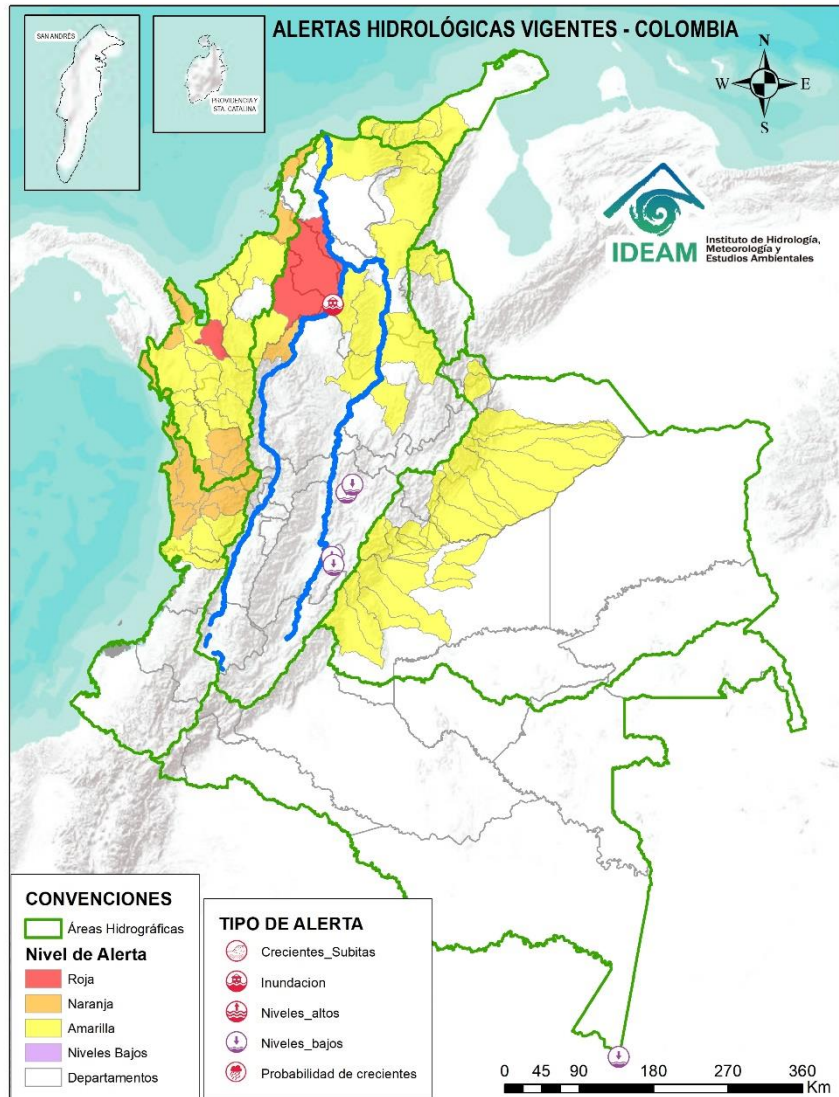 ALERTAS HIDROLÓGICAS VIGENTES - COLOMBIA
SAN ANDRÉS
PROVIDENCIA Y
STA. CATALINA
N
W
E
S
IDEAM
Instituto de Hidrología,
Meteorología y
Estudios Ambientales
CONVENCIONES
Áreas Hidrográficas
Nivel de Alerta
Roja
Naranja
Amarilla
Niveles Bajos
Departamentos
TIPO DE ALERTA
Crecientes_Subitas
Inundacion
Niveles_altos
Niveles_bajos
Probabilidad de crecientes
0 45 90 180 270 360
Km